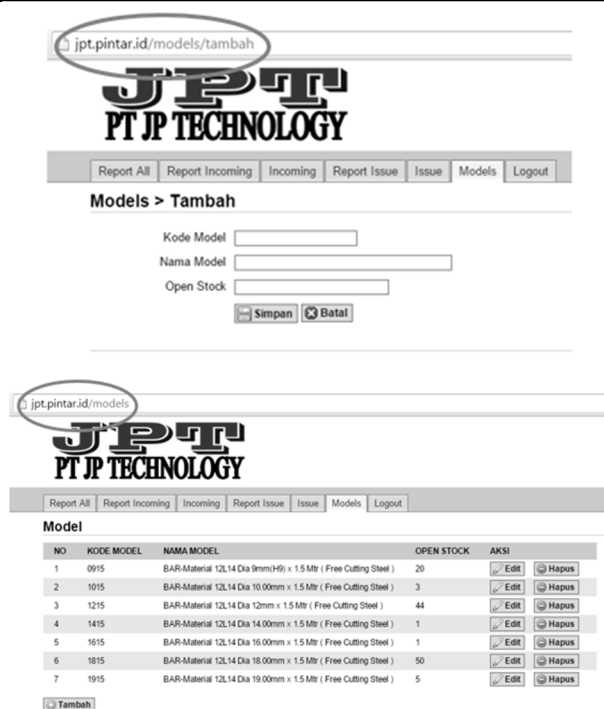 jpt.pintar.id/models/tambah
JPT
PT JP TECHNOLOGY
Report All Report Incoming Incoming Report Issue Issue Models Logout
Models > Tambah
Kode Model
Nama Model
Open Stock
Simpan Batal
jpt.pintar.id/models
JPT
PT JP TECHNOLOGY
Report All Report Incoming Incoming Report Issue Issue Models Logout
Model
NO KODE MODEL NAMA MODEL OPEN STOCK AKSI
1 0915 BAR-Material 12L14 Dia 9mm(H9) x 1.5 Mtr ( Free Cutting Steel ) 20 Edit Hapus
2 1015 BAR-Material 12L14 Dia 10.00mm x 1.5 Mtr ( Free Cutting Steel ) 3 Edit Hapus
3 1215 BAR-Material 12L14 Dia 12mm x 1.5 Mtr ( Free Cutting Steel ) 44 Edit Hapus
4 1415 BAR-Material 12L14 Dia 14.00mm x 1.5 Mtr ( Free Cutting Steel ) 1 Edit Hapus
5 1615 BAR-Material 12L14 Dia 16.00mm x 1.5 Mtr ( Free Cutting Steel ) 1 Edit Hapus
6 1815 BAR-Material 12L14 Dia 18.00mm x 1.5 Mtr ( Free Cutting Steel ) 50 Edit Hapus
7 1915 BAR-Material 12L14 Dia 19.00mm x 1.5 Mtr ( Free Cutting Steel ) 5 Edit Hapus
Tambah